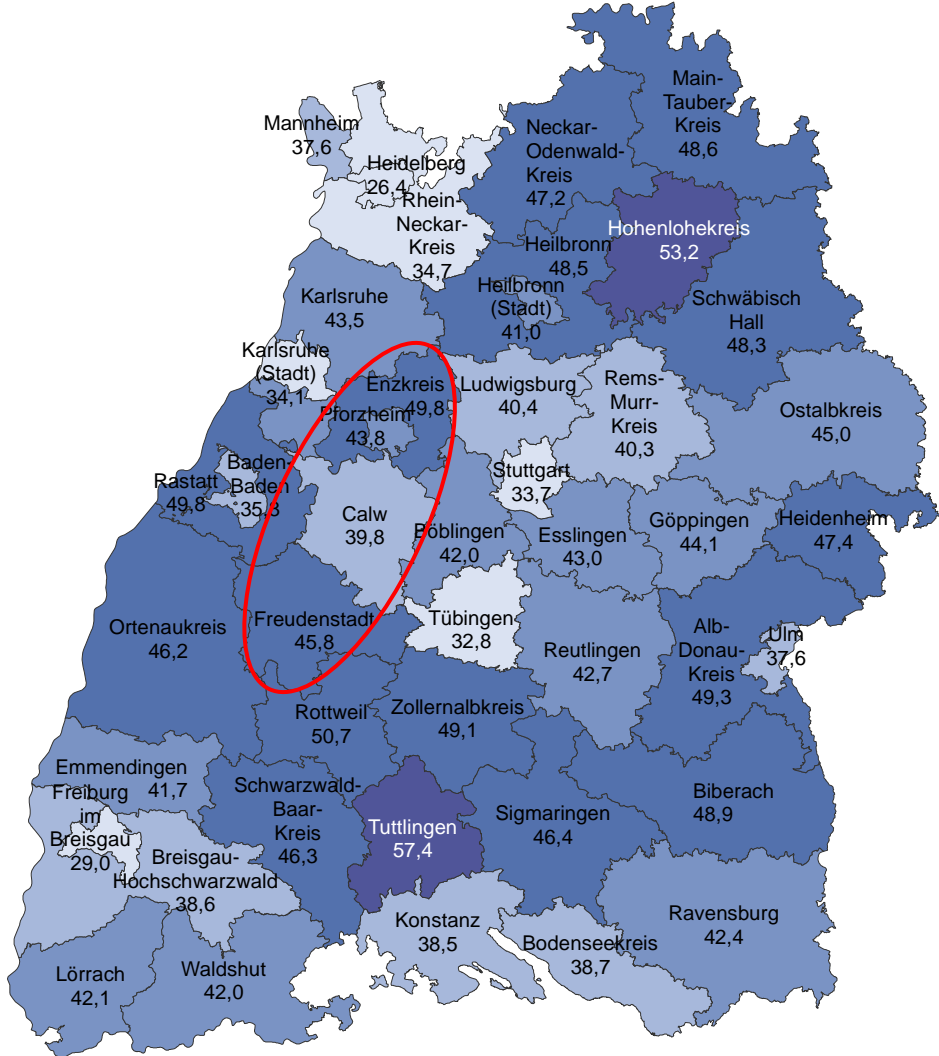 Main-
Tauber-
Kreis
48,6
Mannheim
37,6
Neckar-
Odenwald-
Kreis
47,2
Heidelberg
26,4
Rhein-
Neckar-
Kreis
34,7
Hohenlohekreis
53,2
Heilbronn
48,5
Heilbronn
(Stadt)
41,0
Karlsruhe
43,5
Schwäbisch
Hall
48,3
Karlsruhe
(Stadt)
34,1
Enzkreis
49,8
Pforzheim
43,8
Ludwigsburg
40,4
Rems-
Murr-
Kreis
40,3
Ostalbkreis
45,0
Baden-
Baden
35,3
Rastatt
49,8
Stuttgart
33,7
Calw
39,8
Böblingen
42,0
Esslingen
43,0
Göppingen
44,1
Heidenheim
47,4
Freudenstadt
45,8
Ortenaukreis
46,2
Tübingen
32,8
Reutlingen
42,7
Alb-
Donau-
Kreis
49,3
Ulm
37,6
Rottweil
50,7
Zollernalbkreis
49,1
Emmendingen
41,7
Freiburg
im
Breisgau
29,0
Schwarzwald-
Baar-
Kreis
46,3
Tuttlingen
57,4
Sigmaringen
46,4
Biberach
48,9
Breisgau-
Hochschwarzwald
38,6
Konstanz
38,5
Bodenseekreis
38,7
Ravensburg
42,4
Lörrach
42,1
Waldshut
42,0